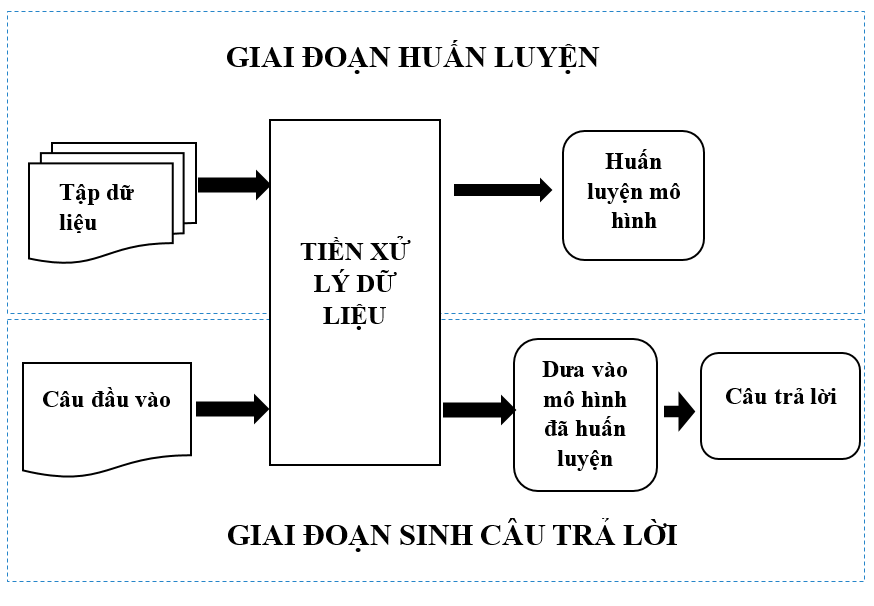 GIAI ĐOẠN HUẤN LUYỆN
Tập dữ
liệu
TIỀN XỬ
LÝ DỮ
LIỆU
Huấn
luyện mô
hình
Câu đầu vào
Dưa vào
mô hình
đã huấn
luyện
Câu trả lời
GIAI ĐOẠN SINH CÂU TRẢ LỜI